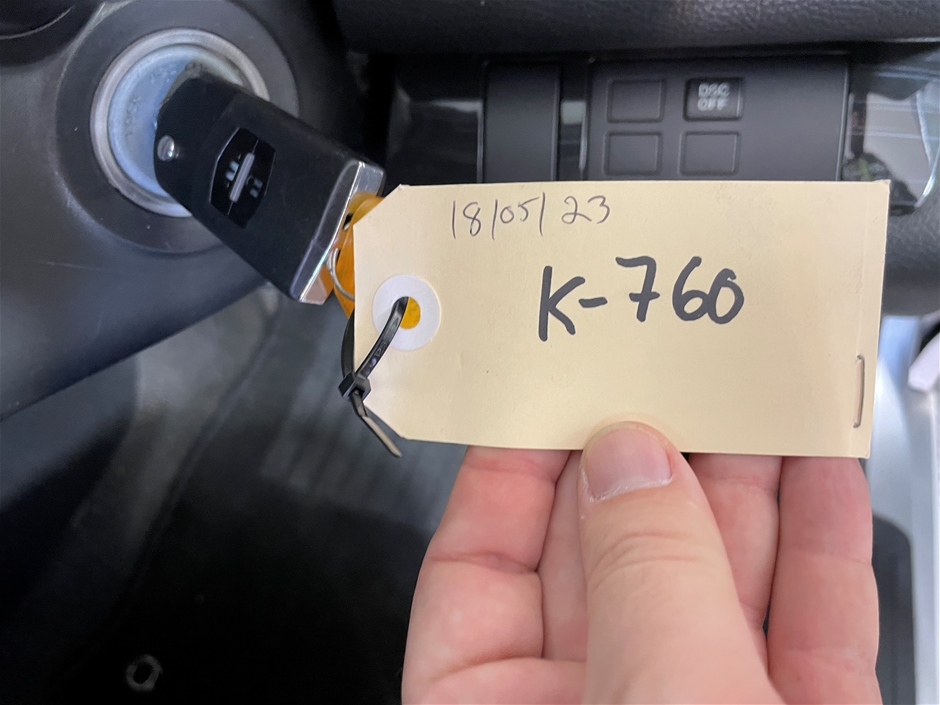 DSC
OFF
18/05/23
K-760